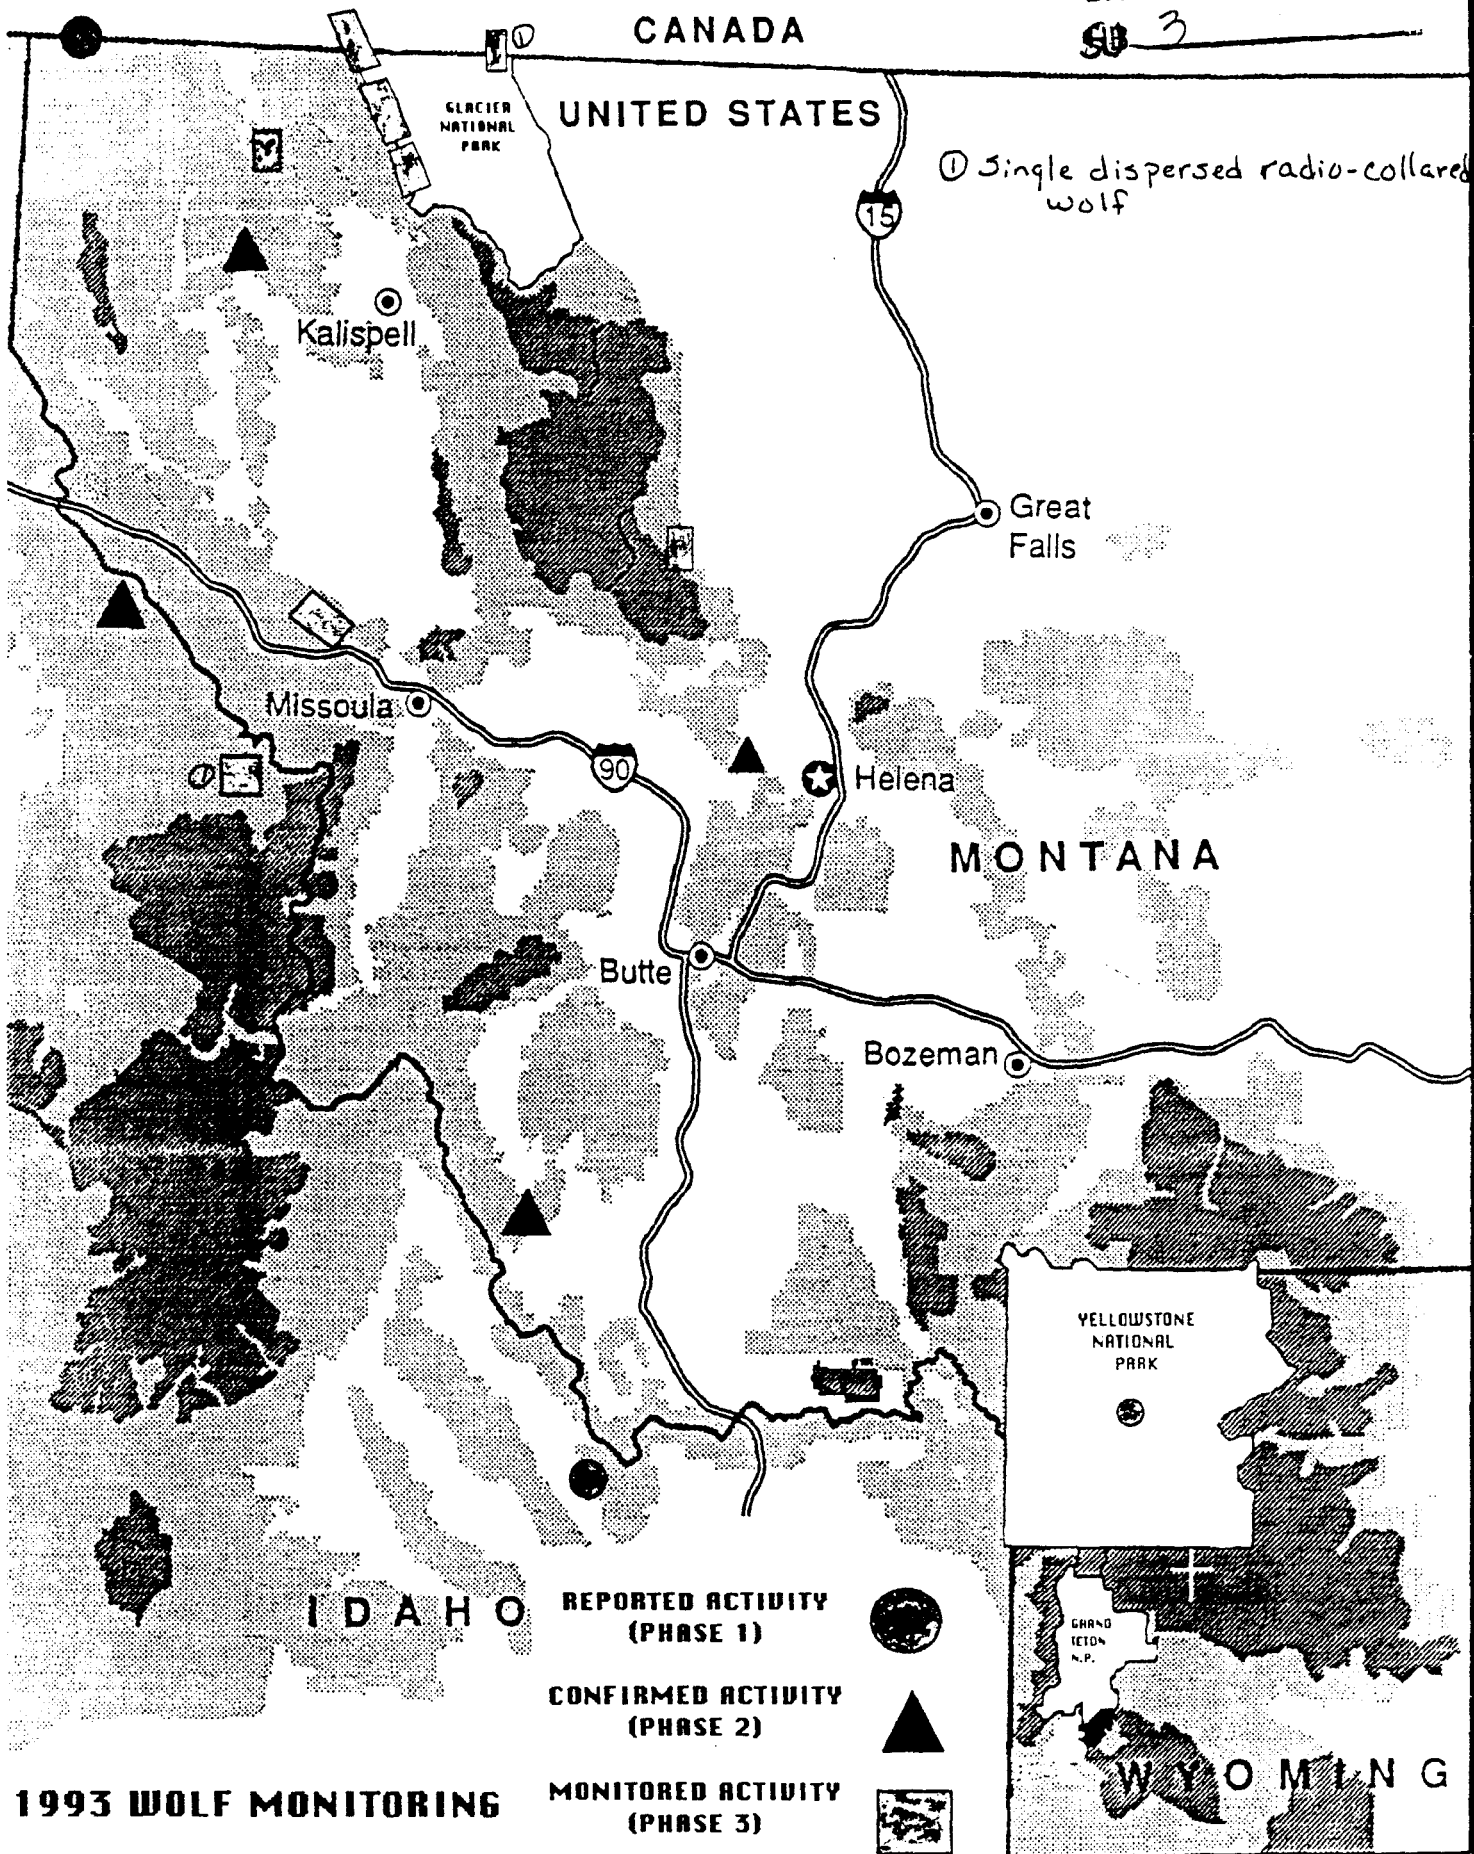 CANADA
3
UNITED STATES
GLACIER
NATIONAL
PARK
①
① Single dispersed radio-collared
wolf
15
Kalispell
Great
Falls
Missoula
①
90
Helena
MONTANA
Butte
Bozeman
YELLOWSTONE
NATIONAL
PARK
IDAHO
GRAND
TETON
N.P.
WYOMING
REPORTED ACTIVITY
(PHASE 1)
CONFIRMED ACTIVITY
(PHASE 2)
MONITORED ACTIVITY
(PHASE 3)
1993 WOLF MONITORING